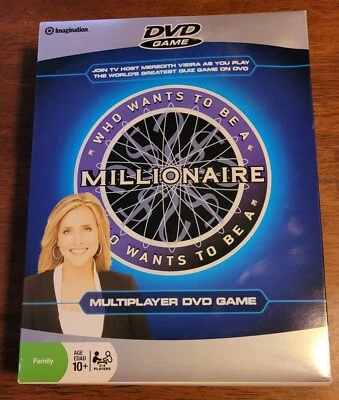 Imagination.
DVD
GAME
JOIN TV HOST MEREDITH VIEIRA AS YOU PLAY
THE WORLD'S GREATEST QUIZ GAME ON DVD
WHO WANTS TO BE A
MILLIONAIRE
WHO WANTS TO BE A
MULTIPLAYER DVD GAME
Family
AGE
EDAD
10+
PLAYERS